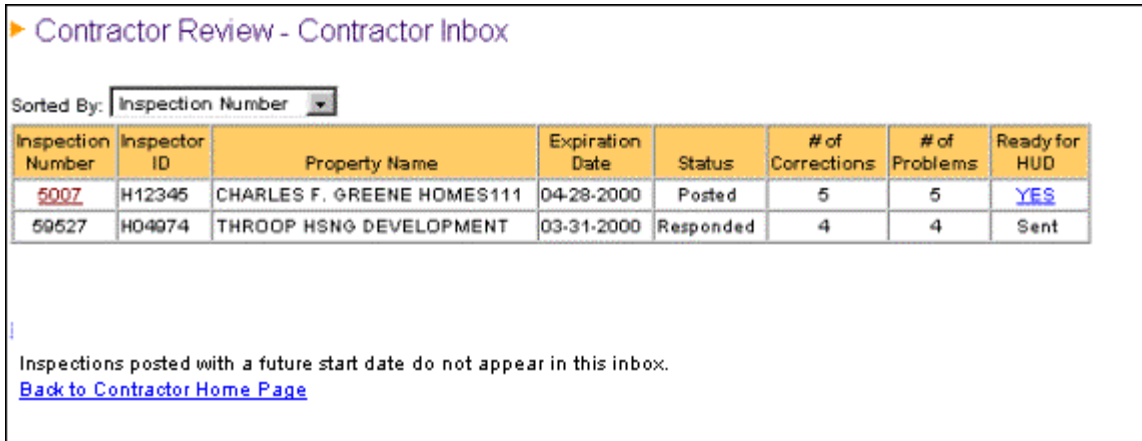 Contractor Review - Contractor Inbox
Sorted By: Inspection Number
Inspection Number Inspector ID Property Name Expiration Date Status # of Corrections # of Problems Ready for HUD
5007 H12345 CHARLES F. GREENE HOMES111 04-28-2000 Posted 5 5 YES
59527 H04974 THROOP HSNG DEVELOPMENT 03-31-2000 Responded 4 4 Sent
Inspections posted with a future start date do not appear in this inbox.
Back to Contractor Home Page